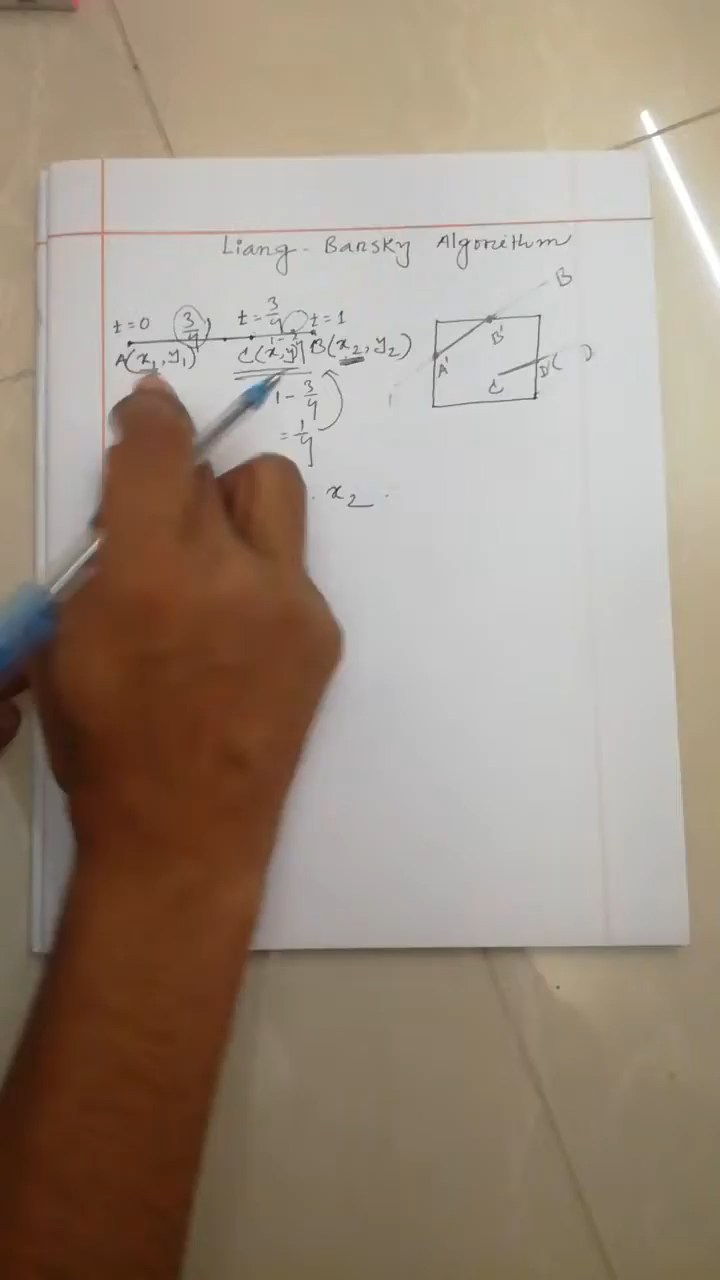 Liang - Barsky Algorithm
t=0 3/4 t=3/4 t=1
A(x1, y1) C(x, y) B(x2, y2)
1 - 3/4
= 1/4
. x2 .
B
B'
A'
D'
C